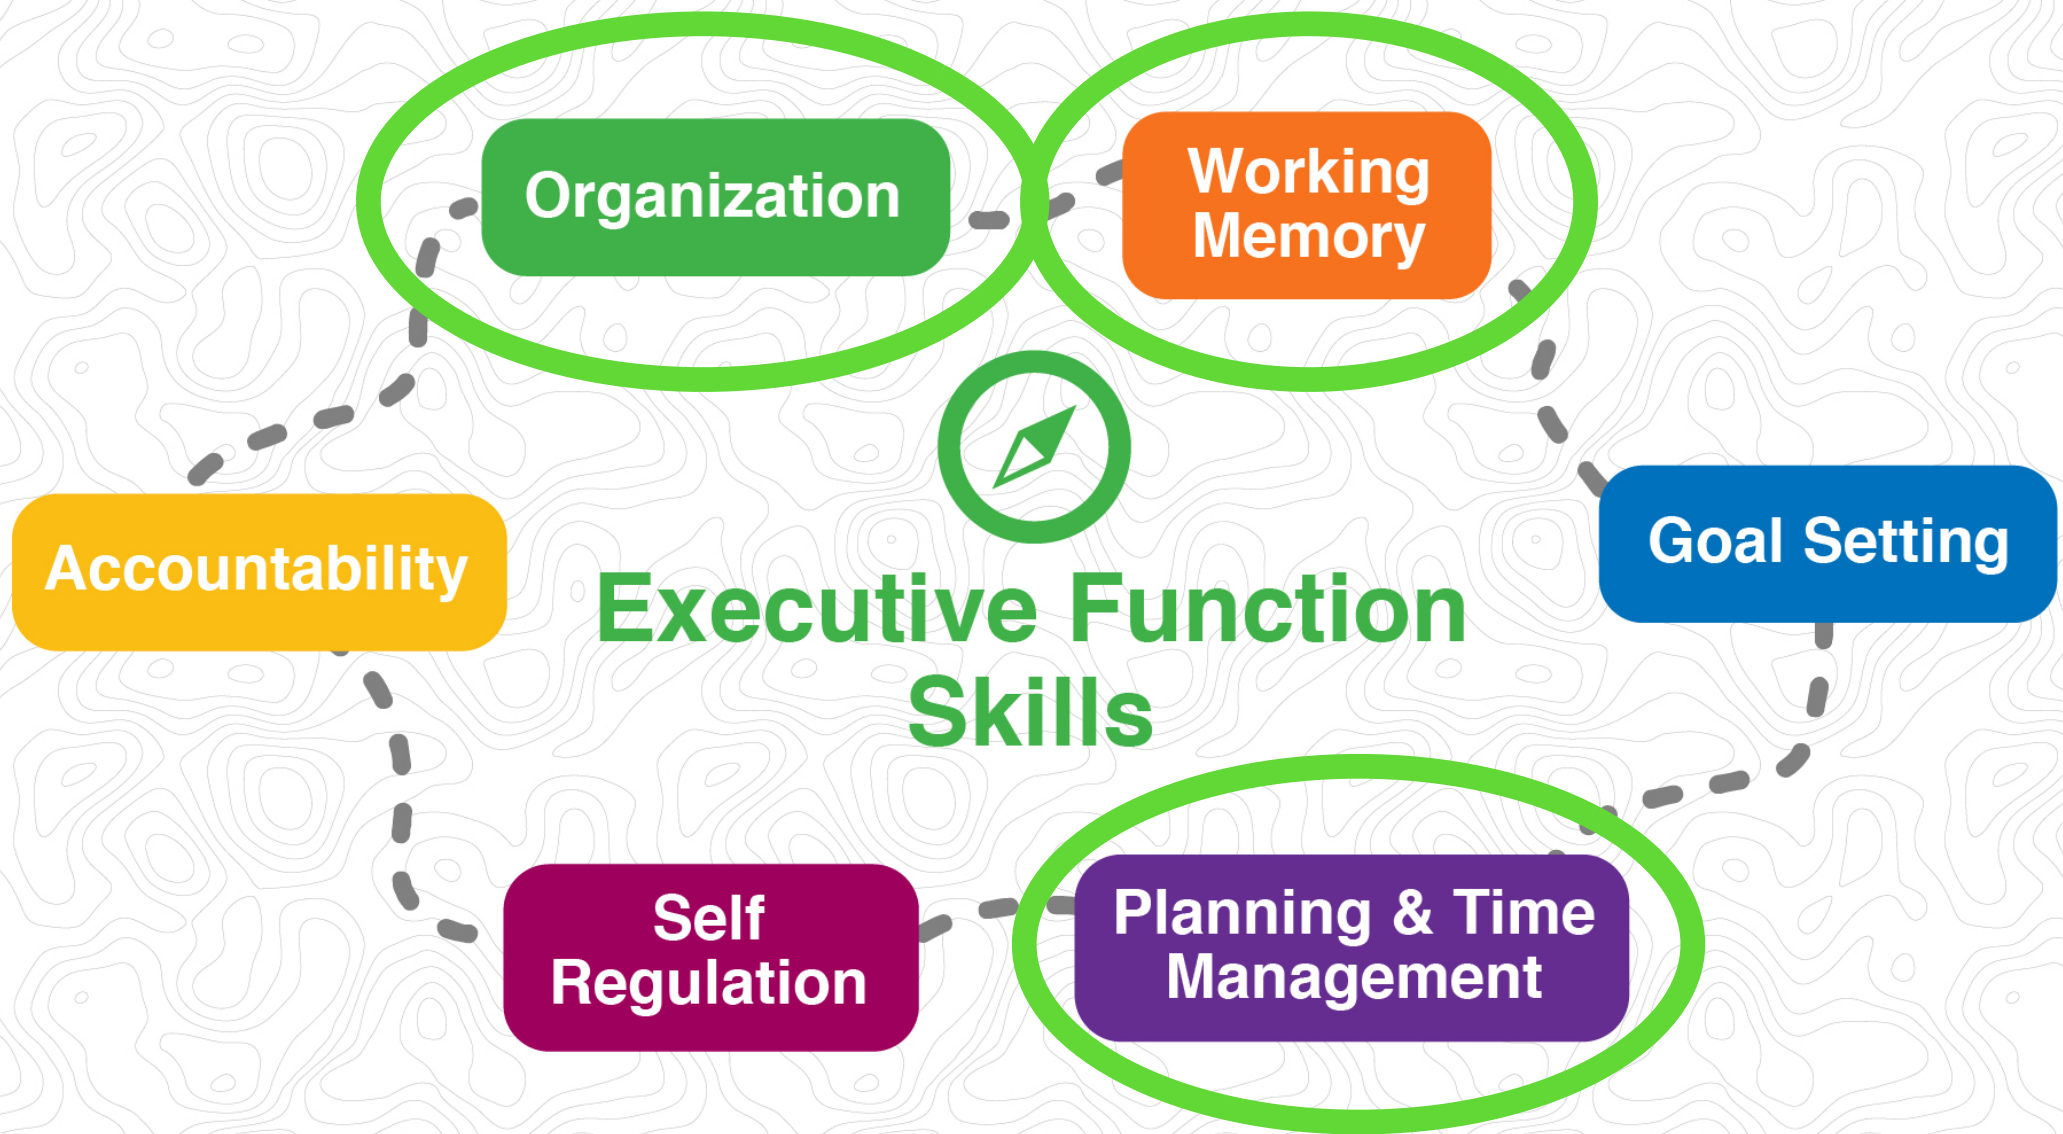 Organization
Working
Memory
Accountability
Goal Setting
Executive Function
Skills
Self
Regulation
Planning & Time
Management